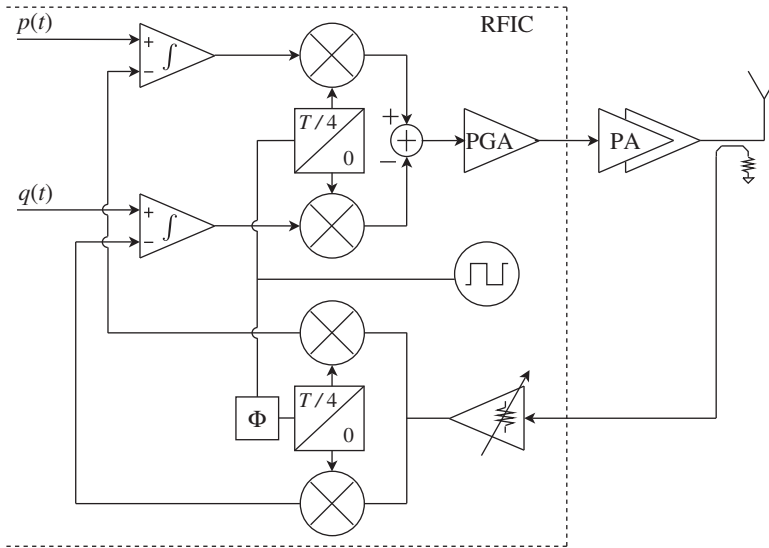 p(t)
RFIC
+
∫
−
T/4
0
+
+
−
PGA
PA
q(t)
+
∫
−
T/4
0
Φ